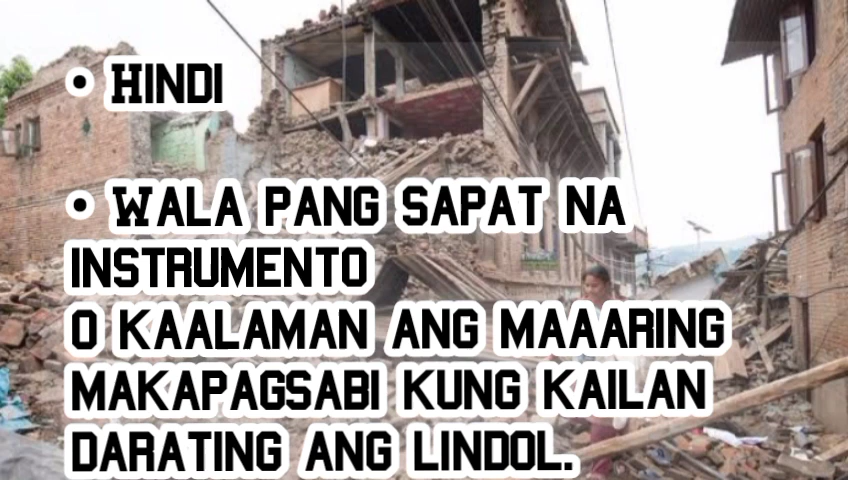 • HINDI
• WALA PANG SAPAT NA
INSTRUMENTO
O KAALAMAN ANG MAAARING
MAKAPAGSABI KUNG KAILAN
DARATING ANG LINDOL.